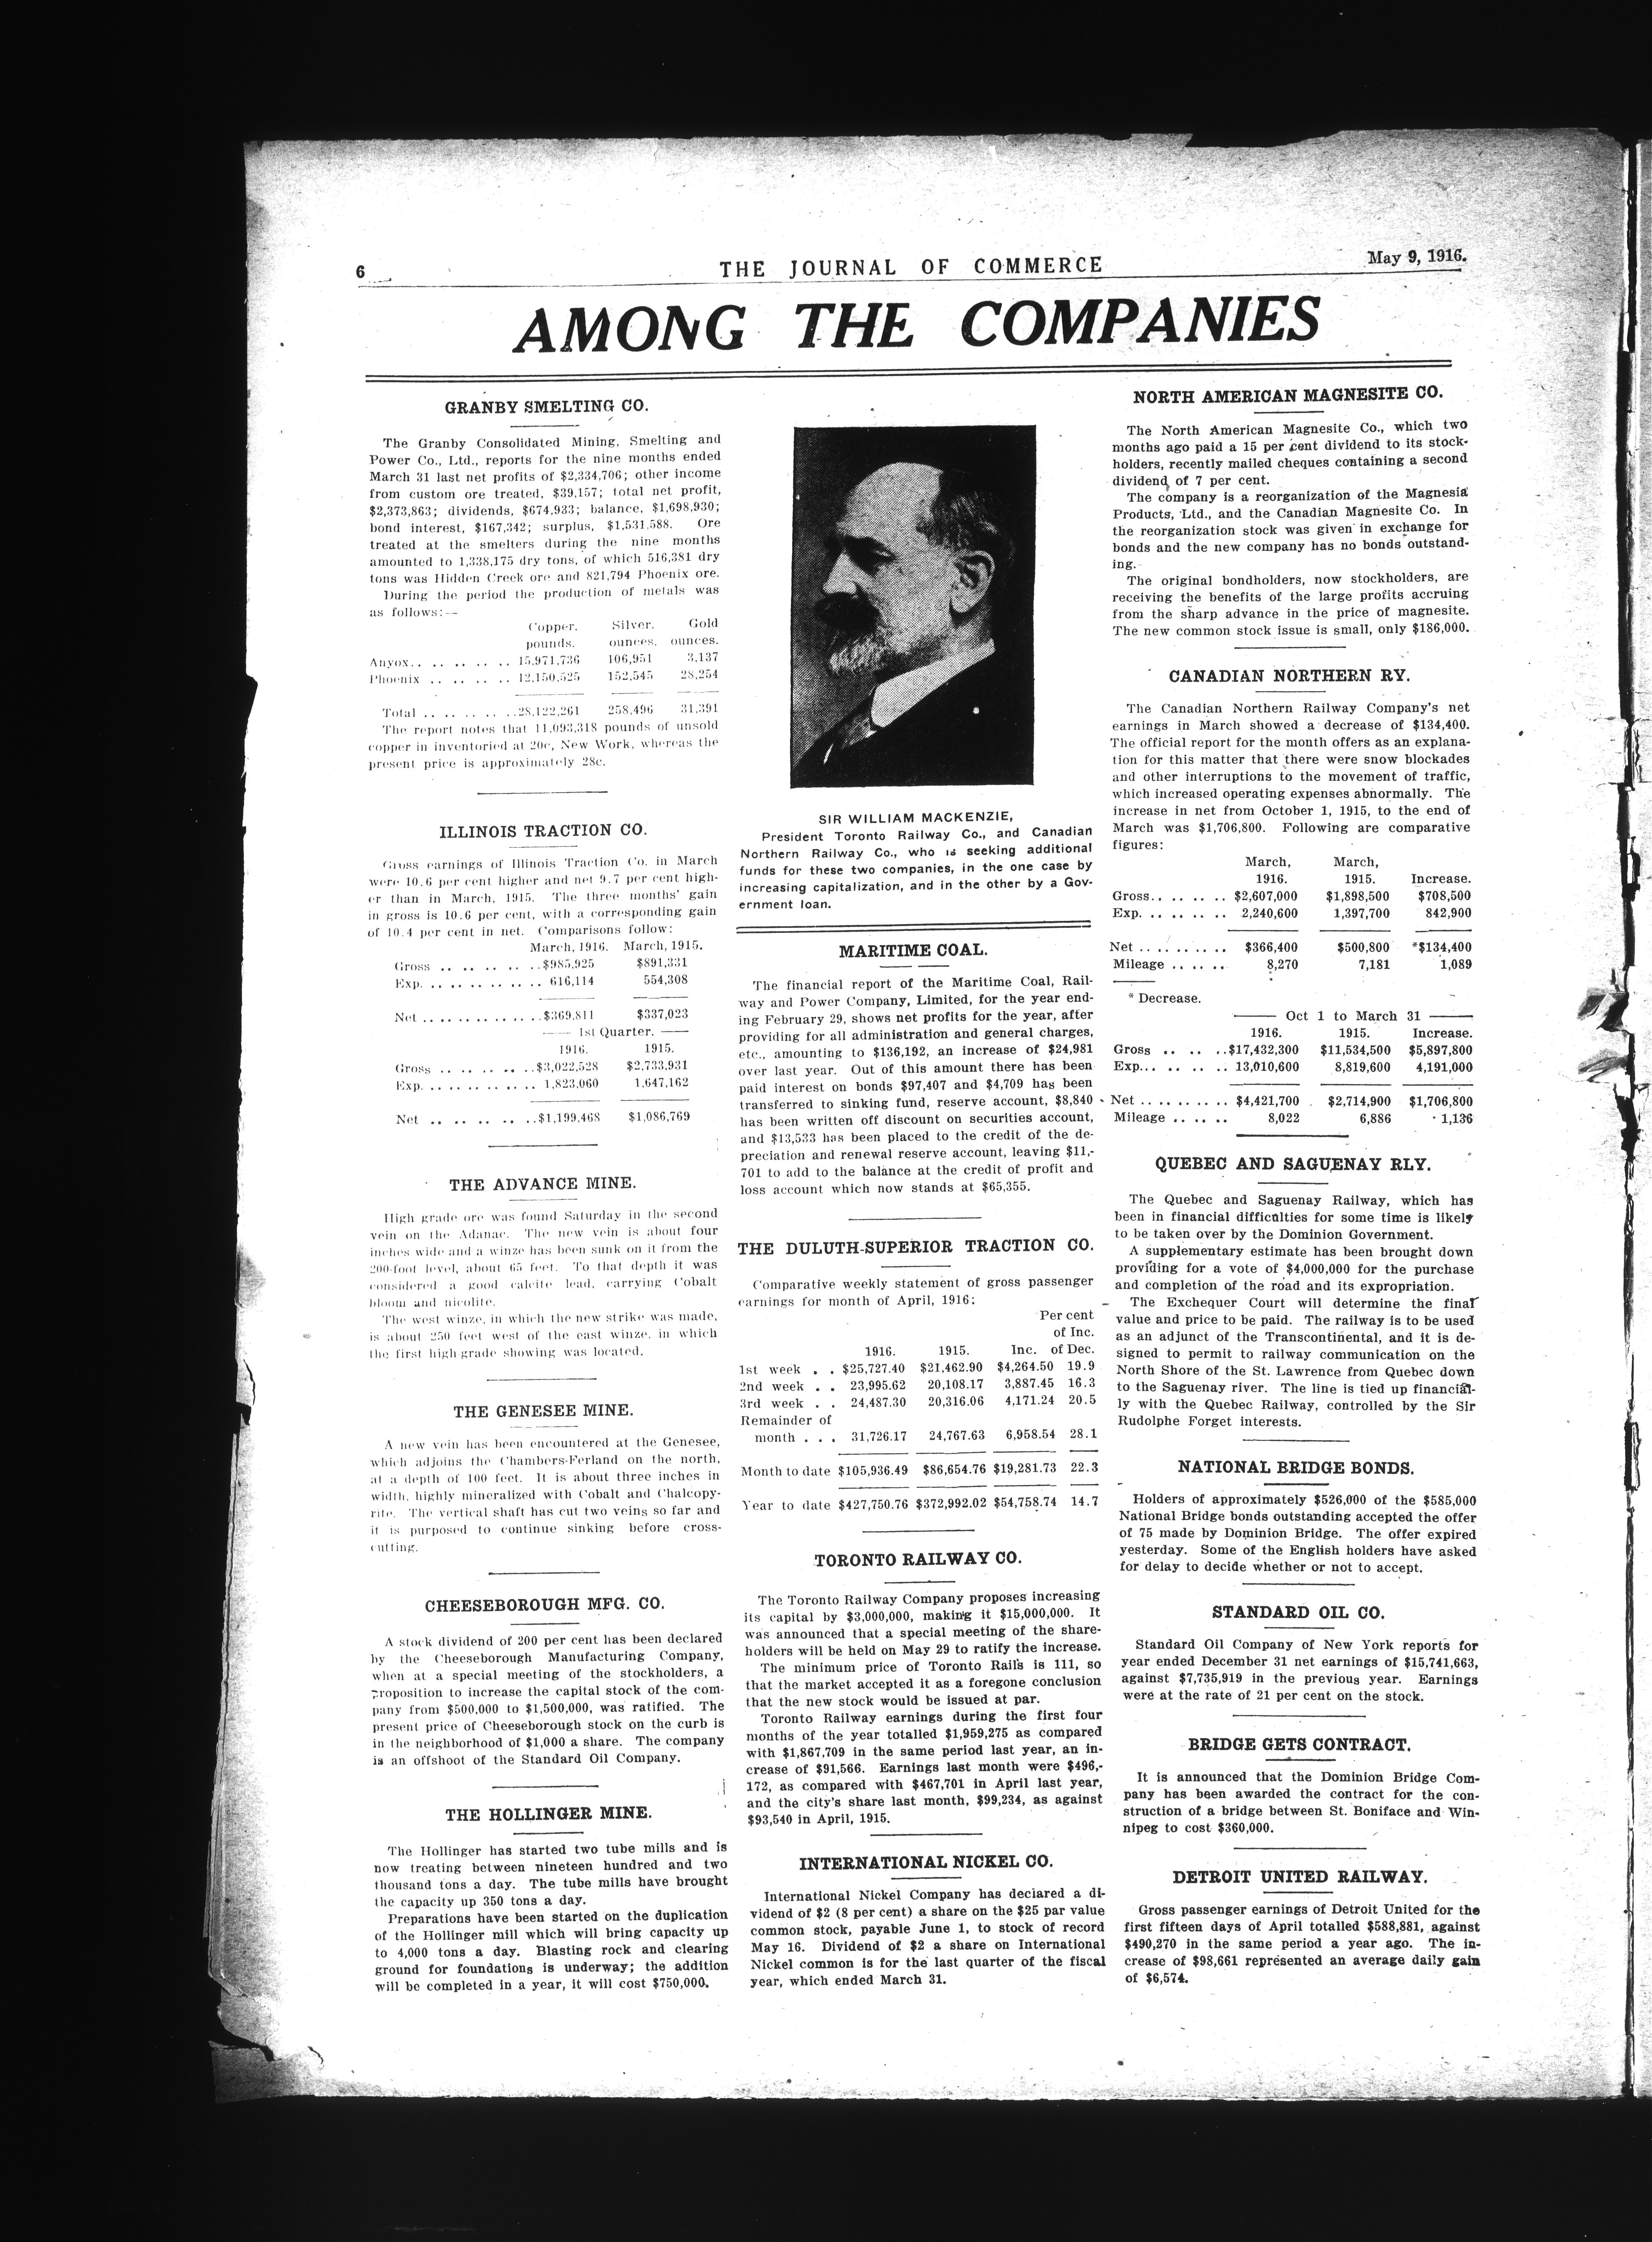 6
THE JOURNAL OF COMMERCE
May 9, 1916.
AMONG THE COMPANIES
GRANBY SMELTING CO.
The Granby Consolidated Mining, Smelting and
Power Co., Ltd., reports for the nine months ended
March 31 last net profits of $2,334,706; other income
from custom ore treated, $39,157; total net profit,
$2,373,863; dividends, $674,933; balance, $1,698,930;
bond interest, $167,342; surplus, $1,531,588. Ore
treated at the smelters during the nine months
amounted to 1,338,175 dry tons, of which 516,381 dry
tons was Hidden Creek ore and 821,794 Phoenix ore.
During the period the production of metals was
as follows:—
Copper. Silver. Gold
pounds. ounces. ounces.
Anyox.. .. .. .. .. 15,971,736 106,951 3,137
Phoenix .. .. .. .. 12,150,525 152,545 28,254
Total .. .. .. .. ..28,122,261 258,496 31,391
The report notes that 11,093,318 pounds of unsold
copper in inventoried at 20c, New Work, whereas the
present price is approximately 28c.
ILLINOIS TRACTION CO.
Gross earnings of Illinois Traction Co. in March
were 10.6 per cent higher and net 9.7 per cent high-
er than in March, 1915. The three months' gain
in gross is 10.6 per cent, with a corresponding gain
of 10.4 per cent in net. Comparisons follow:
March, 1916. March, 1915.
Gross .. .. .. .. ..$985,925 $891,331
Exp. .. .. .. .. .. .. 616,114 554,308
Net .. .. .. .. .. ..$369,811 $337,023
—— 1st Quarter. ——
1916. 1915.
Gross .. .. .. .. ..$3,022,528 $2,733,931
Exp. .. .. .. .. .. .. 1,823,060 1,647,162
Net .. .. .. .. ..$1,199,468 $1,086,769
THE ADVANCE MINE.
High grade ore was found Saturday in the second
vein on the Adanac. The new vein is about four
inches wide and a winze has been sunk on it from the
200-foot level, about 65 feet. To that depth it was
considered a good calcite lead, carrying Cobalt
bloom and nicolite.
The west winze, in which the new strike was made,
is about 250 feet west of the east winze, in which
the first high grade showing was located.
THE GENESEE MINE.
A new vein has been encountered at the Genesee,
which adjoins the Chambers-Ferland on the north,
at a depth of 100 feet. It is about three inches in
width, highly mineralized with Cobalt and Chalcopy-
rite. The vertical shaft has cut two veins so far and
it is purposed to continue sinking before cross-
cutting.
CHEESEBOROUGH MFG. CO.
A stock dividend of 200 per cent has been declared
by the Cheeseborough Manufacturing Company,
when at a special meeting of the stockholders, a
proposition to increase the capital stock of the com-
pany from $500,000 to $1,500,000, was ratified. The
present price of Cheeseborough stock on the curb is
in the neighborhood of $1,000 a share. The company
is an offshoot of the Standard Oil Company.
THE HOLLINGER MINE.
The Hollinger has started two tube mills and is
now treating between nineteen hundred and two
thousand tons a day. The tube mills have brought
the capacity up 350 tons a day.
Preparations have been started on the duplication
of the Hollinger mill which will bring capacity up
to 4,000 tons a day. Blasting rock and clearing
ground for foundations is underway; the addition
will be completed in a year, it will cost $750,000.
SIR WILLIAM MACKENZIE,
President Toronto Railway Co., and Canadian
Northern Railway Co., who is seeking additional
funds for these two companies, in the one case by
increasing capitalization, and in the other by a Gov-
ernment loan.
MARITIME COAL.
The financial report of the Maritime Coal, Rail-
way and Power Company, Limited, for the year end-
ing February 29, shows net profits for the year, after
providing for all administration and general charges,
etc., amounting to $136,192, an increase of $24,981
over last year. Out of this amount there has been
paid interest on bonds $97,407 and $4,709 has been
transferred to sinking fund, reserve account, $8,840
has been written off discount on securities account,
and $13,533 has been placed to the credit of the de-
preciation and renewal reserve account, leaving $11,-
701 to add to the balance at the credit of profit and
loss account which now stands at $65,355.
THE DULUTH-SUPERIOR TRACTION CO.
Comparative weekly statement of gross passenger
earnings for month of April, 1916:
Per cent
of Inc.
1916. 1915. Inc. of Dec.
1st week . . $25,727.40 $21,462.90 $4,264.50 19.9
2nd week . . 23,995.62 20,108.17 3,887.45 16.3
3rd week . . 24,487.30 20,316.06 4,171.24 20.5
Remainder of
month . . . 31,726.17 24,767.63 6,958.54 28.1
Month to date $105,936.49 $86,654.76 $19,281.73 22.3
Year to date $427,750.76 $372,992.02 $54,758.74 14.7
TORONTO RAILWAY CO.
The Toronto Railway Company proposes increasing
its capital by $3,000,000, making it $15,000,000. It
was announced that a special meeting of the share-
holders will be held on May 29 to ratify the increase.
The minimum price of Toronto Rails is 111, so
that the market accepted it as a foregone conclusion
that the new stock would be issued at par.
Toronto Railway earnings during the first four
months of the year totalled $1,959,275 as compared
with $1,867,709 in the same period last year, an in-
crease of $91,566. Earnings last month were $496,-
172, as compared with $467,701 in April last year,
and the city's share last month, $99,234, as against
$93,540 in April, 1915.
INTERNATIONAL NICKEL CO.
International Nickel Company has declared a di-
vidend of $2 (8 per cent) a share on the $25 par value
common stock, payable June 1, to stock of record
May 16. Dividend of $2 a share on International
Nickel common is for the last quarter of the fiscal
year, which ended March 31.
NORTH AMERICAN MAGNESITE CO.
The North American Magnesite Co., which two
months ago paid a 15 per cent dividend to its stock-
holders, recently mailed cheques containing a second
dividend of 7 per cent.
The company is a reorganization of the Magnesia
Products, Ltd., and the Canadian Magnesite Co. In
the reorganization stock was given in exchange for
bonds and the new company has no bonds outstand-
ing.
The original bondholders, now stockholders, are
receiving the benefits of the large profits accruing
from the sharp advance in the price of magnesite.
The new common stock issue is small, only $186,000.
CANADIAN NORTHERN RY.
The Canadian Northern Railway Company's net
earnings in March showed a decrease of $134,400.
The official report for the month offers as an explana-
tion for this matter that there were snow blockades
and other interruptions to the movement of traffic,
which increased operating expenses abnormally. The
increase in net from October 1, 1915, to the end of
March was $1,706,800. Following are comparative
figures:
March, March,
1916. 1915. Increase.
Gross.. .. .. .. $2,607,000 $1,898,500 $708,500
Exp. .. .. .. .. 2,240,600 1,397,700 842,900
Net .. .. .. .. .. $366,400 $500,800 *$134,400
Mileage .. .. .. 8,270 7,181 1,089
* Decrease.
—— Oct 1 to March 31 ——
1916. 1915. Increase.
Gross .. .. ..$17,432,300 $11,534,500 $5,897,800
Exp... .. .. .. 13,010,600 8,819,600 4,191,000
Net .. .. .. .. .. $4,421,700 $2,714,900 $1,706,800
Mileage .. .. .. 8,022 6,886 1,136
QUEBEC AND SAGUENAY RLY.
The Quebec and Saguenay Railway, which has
been in financial difficulties for some time is likely
to be taken over by the Dominion Government.
A supplementary estimate has been brought down
providing for a vote of $4,000,000 for the purchase
and completion of the road and its expropriation.
The Exchequer Court will determine the final
value and price to be paid. The railway is to be used
as an adjunct of the Transcontinental, and it is de-
signed to permit to railway communication on the
North Shore of the St. Lawrence from Quebec down
to the Saguenay river. The line is tied up financial-
ly with the Quebec Railway, controlled by the Sir
Rudolphe Forget interests.
NATIONAL BRIDGE BONDS.
Holders of approximately $526,000 of the $585,000
National Bridge bonds outstanding accepted the offer
of 75 made by Dominion Bridge. The offer expired
yesterday. Some of the English holders have asked
for delay to decide whether or not to accept.
STANDARD OIL CO.
Standard Oil Company of New York reports for
year ended December 31 net earnings of $15,741,663,
against $7,735,919 in the previous year. Earnings
were at the rate of 21 per cent on the stock.
BRIDGE GETS CONTRACT.
It is announced that the Dominion Bridge Com-
pany has been awarded the contract for the con-
struction of a bridge between St. Boniface and Win-
nipeg to cost $360,000.
DETROIT UNITED RAILWAY.
Gross passenger earnings of Detroit United for the
first fifteen days of April totalled $588,881, against
$490,270 in the same period a year ago. The in-
crease of $98,661 represented an average daily gain
of $6,574.